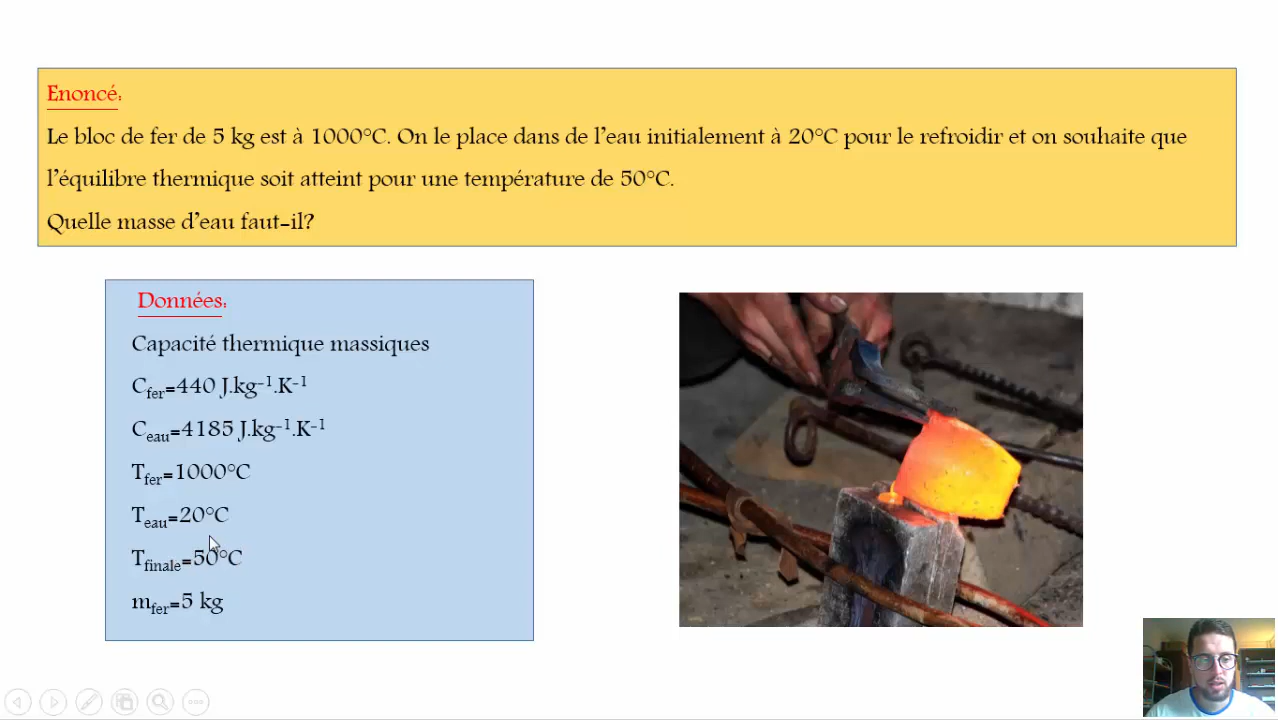 Enoncé:
Le bloc de fer de 5 kg est à 1000°C. On le place dans de l'eau initialement à 20°C pour le refroidir et on souhaite que
l'équilibre thermique soit atteint pour une température de 50°C.
Quelle masse d'eau faut-il?
Données:
Capacité thermique massiques
Cfer=440 J.kg⁻¹.K⁻¹
Ceau=4185 J.kg⁻¹.K⁻¹
Tfer=1000°C
Teau=20°C
Tfinale=50°C
mfer=5 kg